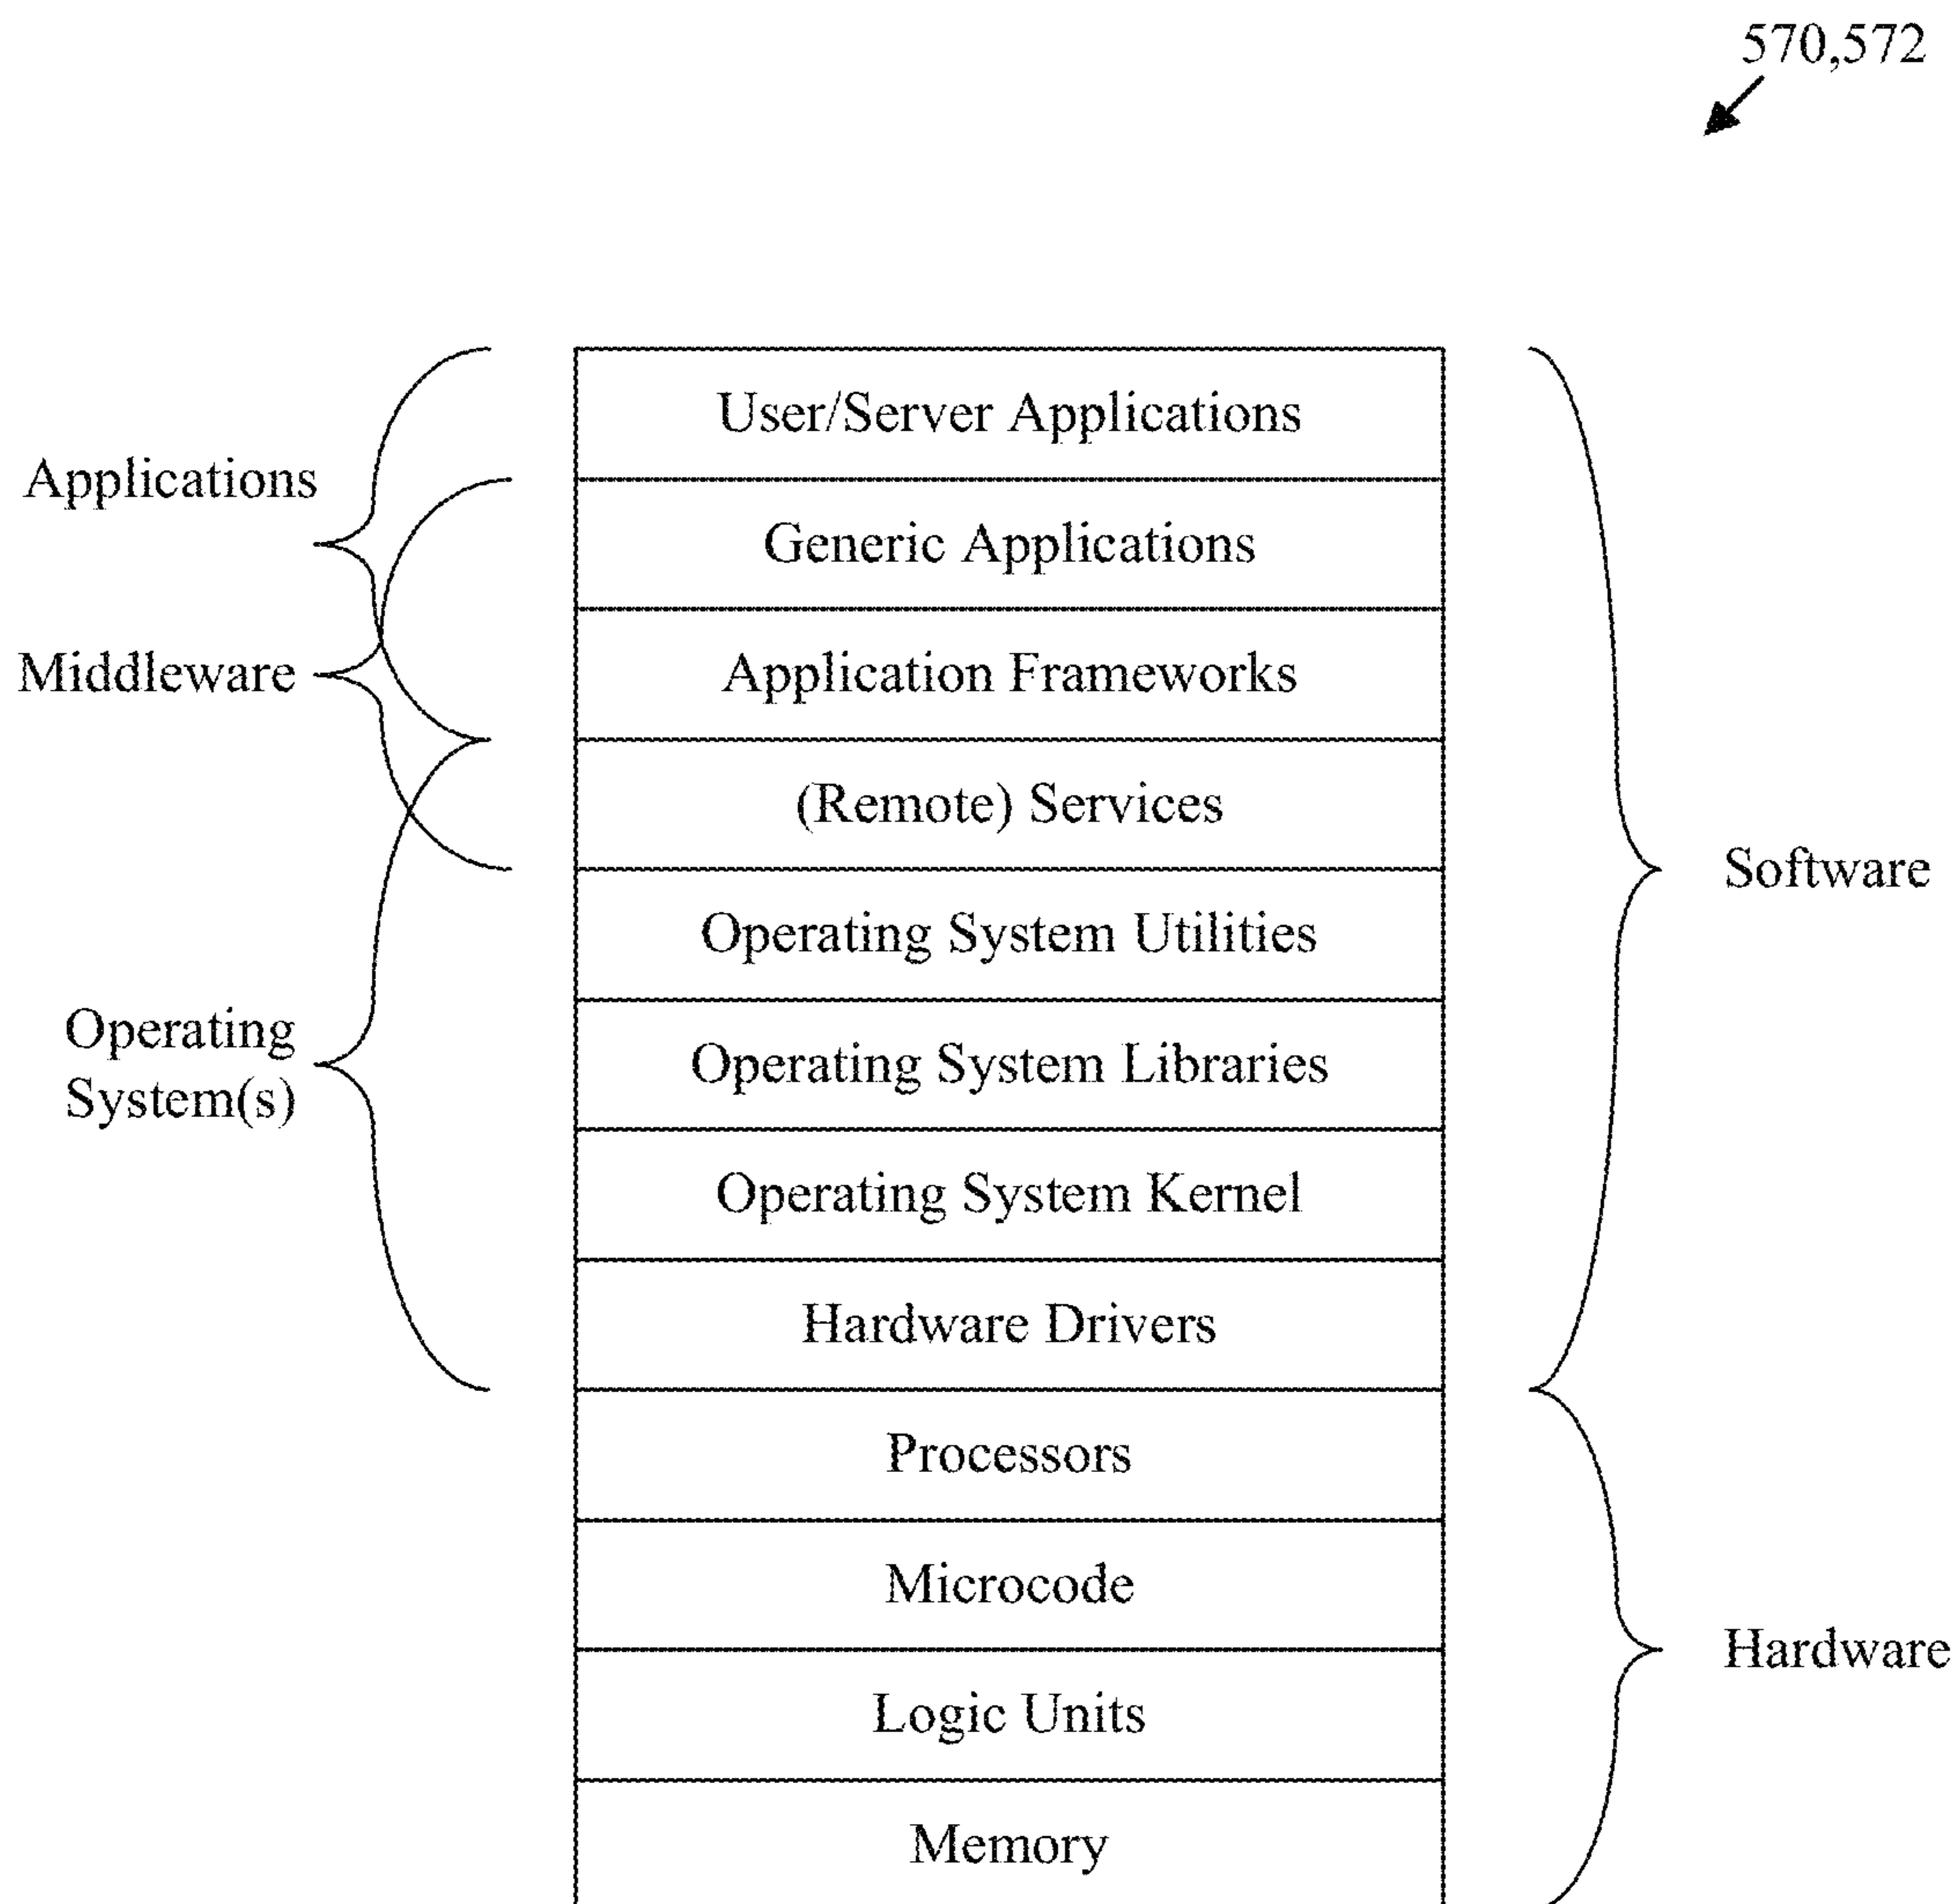 570,572
User/Server Applications
Applications
Generic Applications
Middleware
Application Frameworks
(Remote) Services
Software
Operating System Utilities
Operating
System(s)
Operating System Libraries
Operating System Kernel
Hardware Drivers
Processors
Microcode
Hardware
Logic Units
Memory